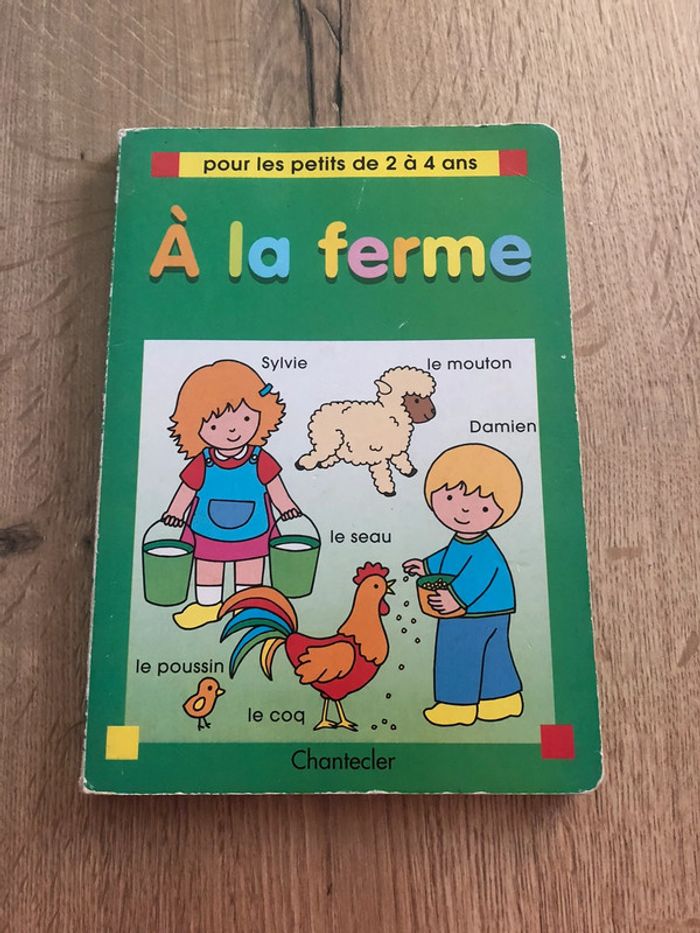 pour les petits de 2 à 4 ans
À la ferme
Sylvie
le mouton
Damien
le seau
le poussin
le coq
Chantecler